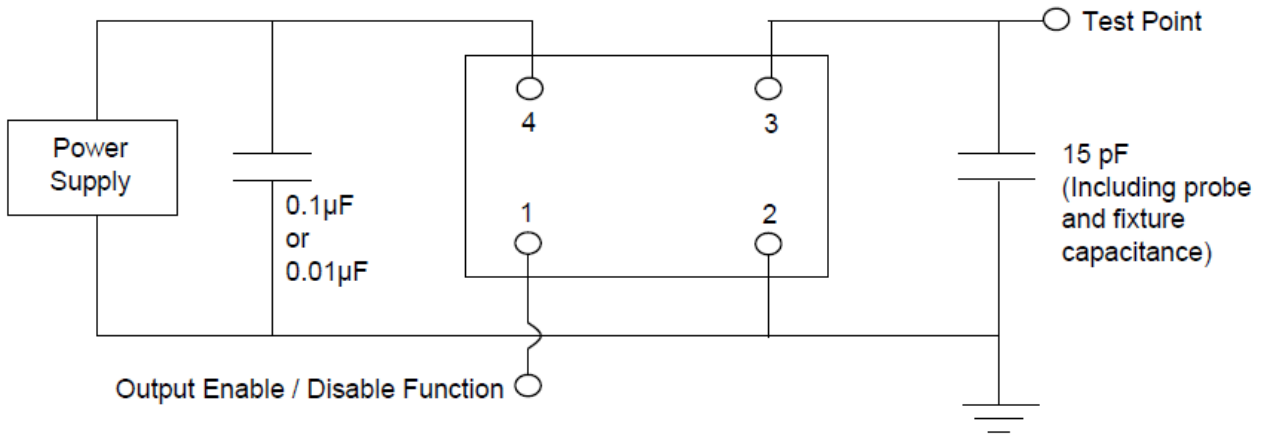 Test Point
4
3
Power
Supply
15 pF
(Including probe
and fixture
capacitance)
0.1µF
or
0.01µF
1
2
Output Enable / Disable Function